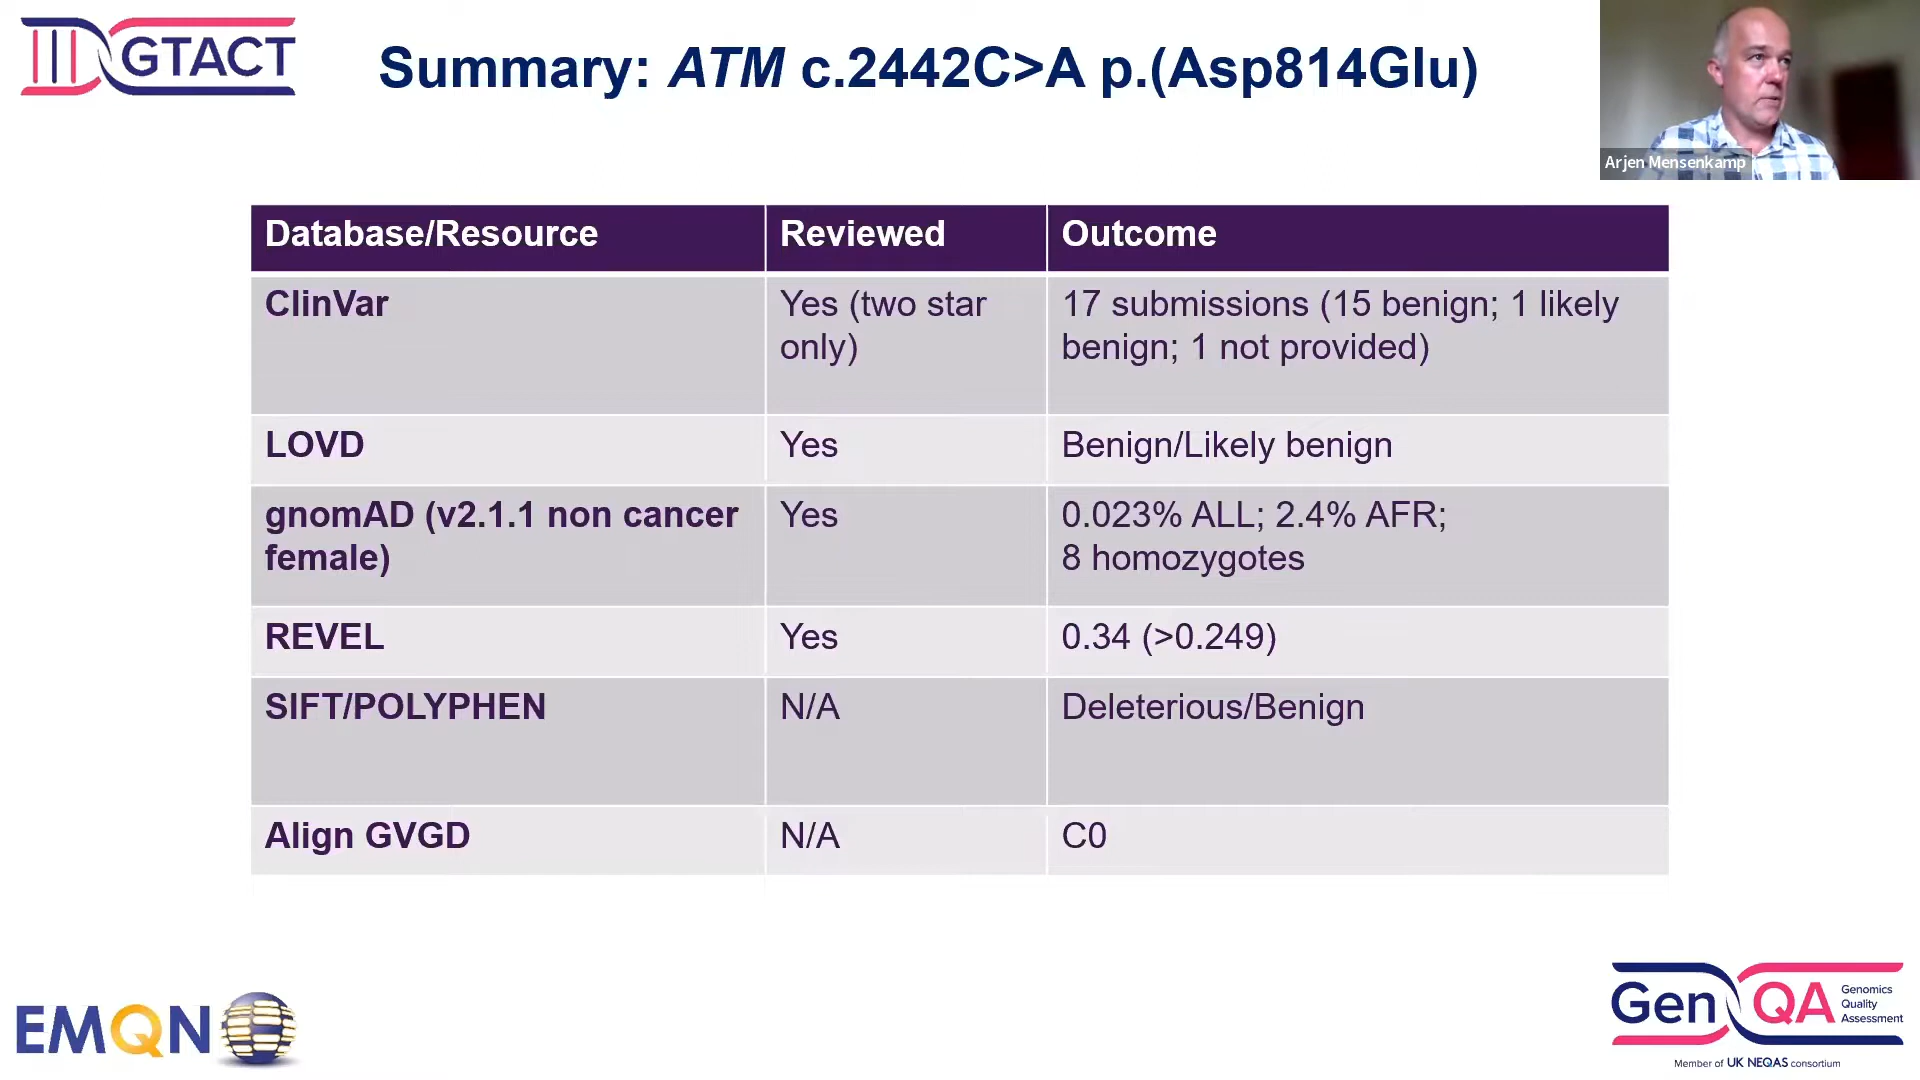 GTACT
Summary: ATM c.2442C>A p.(Asp814Glu)
Arjen Mensenkamp
Database/Resource Reviewed Outcome
ClinVar Yes (two star 17 submissions (15 benign; 1 likely
only) benign; 1 not provided)
LOVD Yes Benign/Likely benign
gnomAD (v2.1.1 non cancer Yes 0.023% ALL; 2.4% AFR;
female) 8 homozygotes
REVEL Yes 0.34 (>0.249)
SIFT/POLYPHEN N/A Deleterious/Benign
Align GVGD N/A C0
EMQN
Gen QA Genomics
Quality
Assessment
Member of UK NEQAS consortium